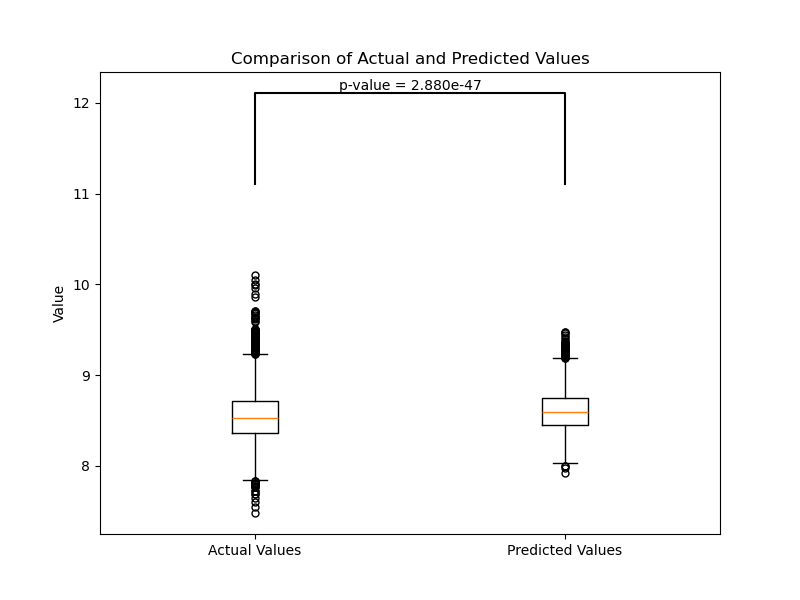 Comparison of Actual and Predicted Values
p-value = 2.880e-47
12
11
10
9
8
Value
Actual Values
Predicted Values